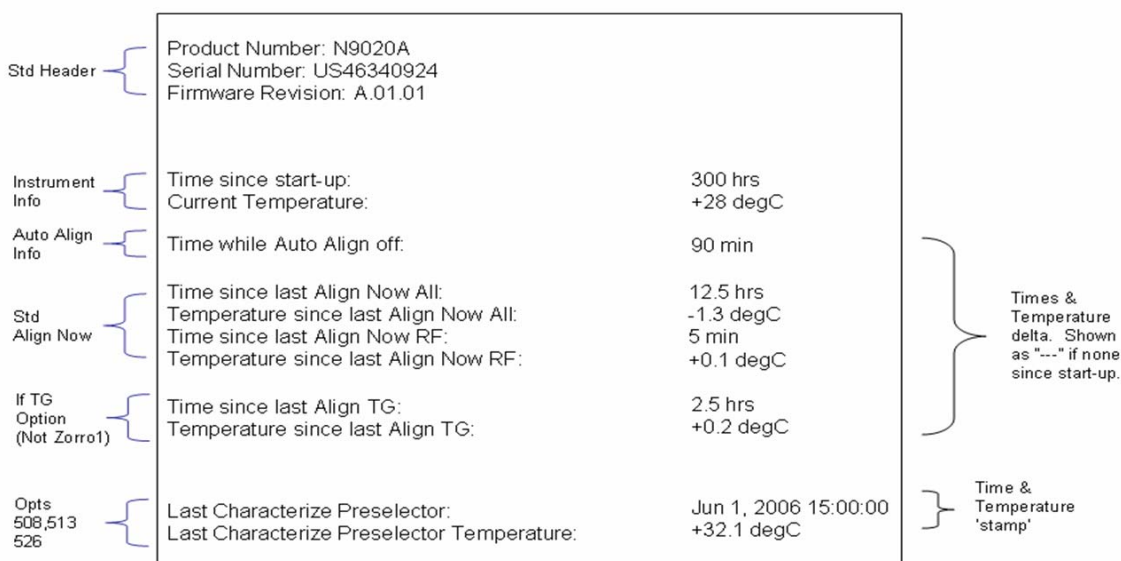 Std Header
Product Number: N9020A
Serial Number: US46340924
Firmware Revision: A.01.01
Instrument
Info
Time since start-up: 300 hrs
Current Temperature: +28 degC
Auto Align
Info
Time while Auto Align off: 90 min
Std
Align Now
Time since last Align Now All: 12.5 hrs
Temperature since last Align Now All: -1.3 degC
Time since last Align Now RF: 5 min
Temperature since last Align Now RF: +0.1 degC
Times &
Temperature
delta. Shown
as "---" if none
since start-up.
If TG
Option
(Not Zorro1)
Time since last Align TG: 2.5 hrs
Temperature since last Align TG: +0.2 degC
Opts
508,513
526
Last Characterize Preselector: Jun 1, 2006 15:00:00
Last Characterize Preselector Temperature: +32.1 degC
Time &
Temperature
'stamp'